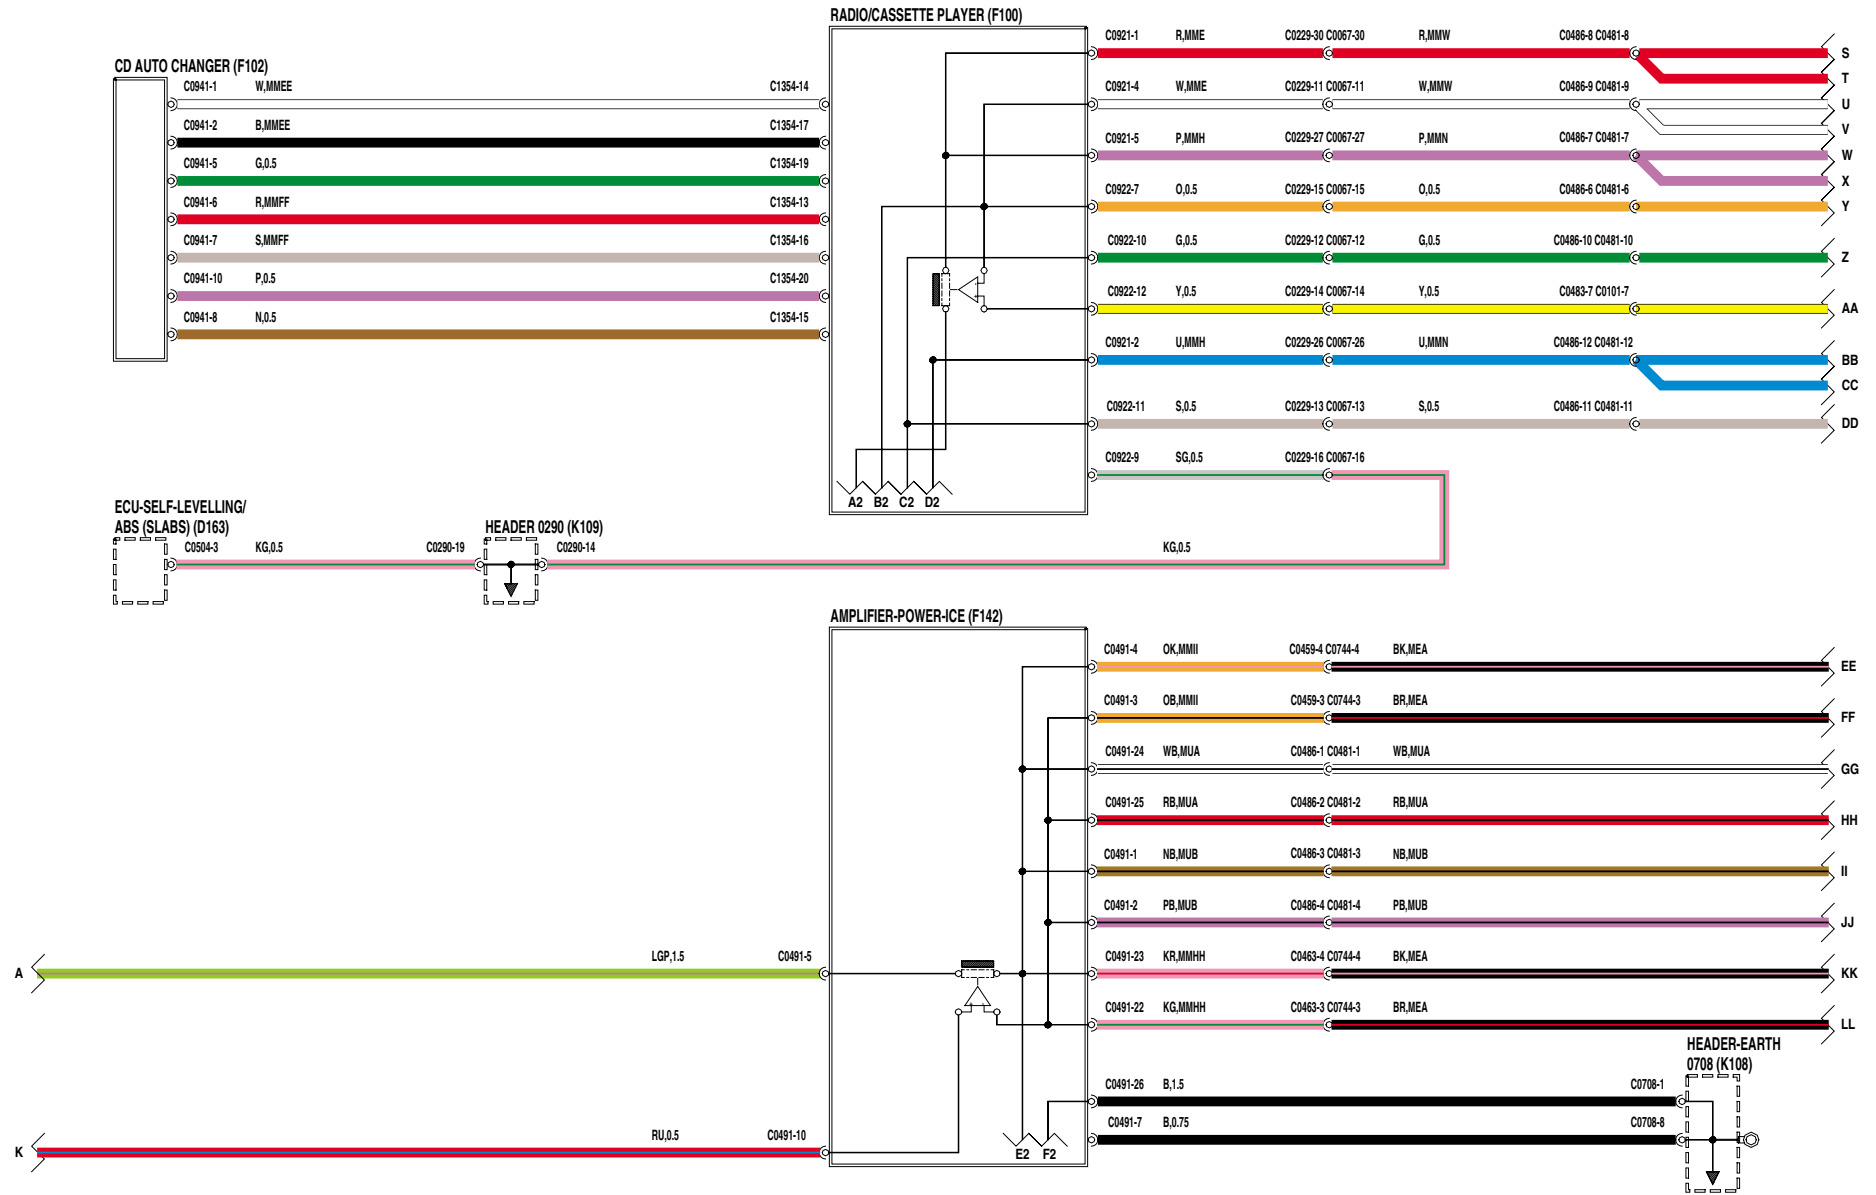 RADIO/CASSETTE PLAYER (F100)
CD AUTO CHANGER (F102)
C0941-1 W,MMEE C1354-14
C0941-2 B,MMEE C1354-17
C0941-5 G,0.5 C1354-19
C0941-6 R,MMFF C1354-13
C0941-7 S,MMFF C1354-16
C0941-10 P,0.5 C1354-20
C0941-8 N,0.5 C1354-15
C0921-1 R,MME C0229-30 C0067-30 R,MMW C0486-8 C0481-8 S
T
C0921-4 W,MME C0229-11 C0067-11 W,MMW C0486-9 C0481-9 U
V
C0921-5 P,MMH C0229-27 C0067-27 P,MMN C0486-7 C0481-7 W
X
C0922-7 O,0.5 C0229-15 C0067-15 O,0.5 C0486-6 C0481-6 Y
C0922-10 G,0.5 C0229-12 C0067-12 G,0.5 C0486-10 C0481-10 Z
C0922-12 Y,0.5 C0229-14 C0067-14 Y,0.5 C0483-7 C0101-7 AA
C0921-2 U,MMH C0229-26 C0067-26 U,MMN C0486-12 C0481-12 BB
CC
C0922-11 S,0.5 C0229-13 C0067-13 S,0.5 C0486-11 C0481-11 DD
C0922-9 SG,0.5 C0229-16 C0067-16
A2 B2 C2 D2
ECU-SELF-LEVELLING/
ABS (SLABS) (D163)
HEADER 0290 (K109)
C0504-3 KG,0.5 C0290-19 C0290-14 KG,0.5
AMPLIFIER-POWER-ICE (F142)
C0491-4 OK,MMII C0459-4 C0744-4 BK,MEA EE
C0491-3 OB,MMII C0459-3 C0744-3 BR,MEA FF
C0491-24 WB,MUA C0486-1 C0481-1 WB,MUA GG
C0491-25 RB,MUA C0486-2 C0481-2 RB,MUA HH
C0491-1 NB,MUB C0486-3 C0481-3 NB,MUB II
C0491-2 PB,MUB C0486-4 C0481-4 PB,MUB JJ
A LGP,1.5 C0491-5
C0491-23 KR,MMHH C0463-4 C0744-4 BK,MEA KK
C0491-22 KG,MMHH C0463-3 C0744-3 BR,MEA LL
HEADER-EARTH
0708 (K108)
C0491-26 B,1.5 C0708-1
C0491-7 B,0.75 C0708-8
K RU,0.5 C0491-10
E2 F2